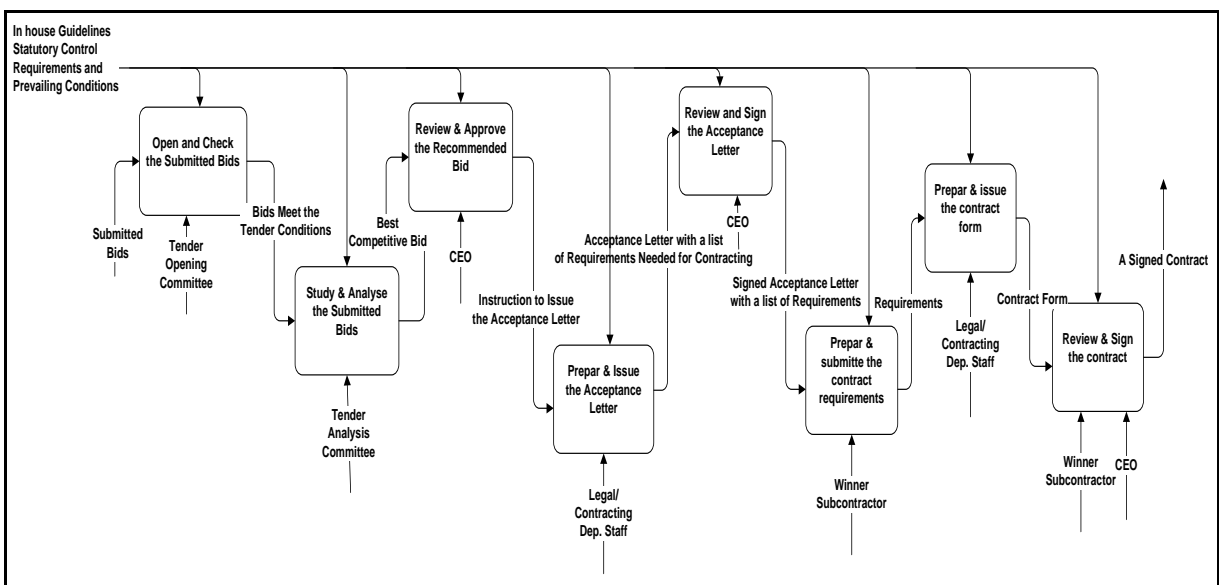 In house Guidelines
Statutory Control
Requirements and
Prevailing Conditions
Open and Check
the Submitted Bids
Submitted
Bids
Tender
Opening
Committee
Bids Meet the
Tender Conditions
Study & Analyse
the Submitted
Bids
Tender
Analysis
Committee
Best
Competitive Bid
Review & Approve
the Recommended
Bid
CEO
Instruction to Issue
the Acceptance Letter
Prepar & Issue
the Acceptance
Letter
Legal/
Contracting
Dep. Staff
Acceptance Letter with a list
of Requirements Needed for Contracting
Review and Sign
the Acceptance
Letter
CEO
Signed Acceptance Letter
with a list of Requirements
Prepar &
submitte the
contract
requirements
Winner
Subcontractor
Requirements
Prepar & issue
the contract
form
Legal/
Contracting
Dep. Staff
Contract Form
Review & Sign
the contract
Winner
Subcontractor
CEO
A Signed Contract